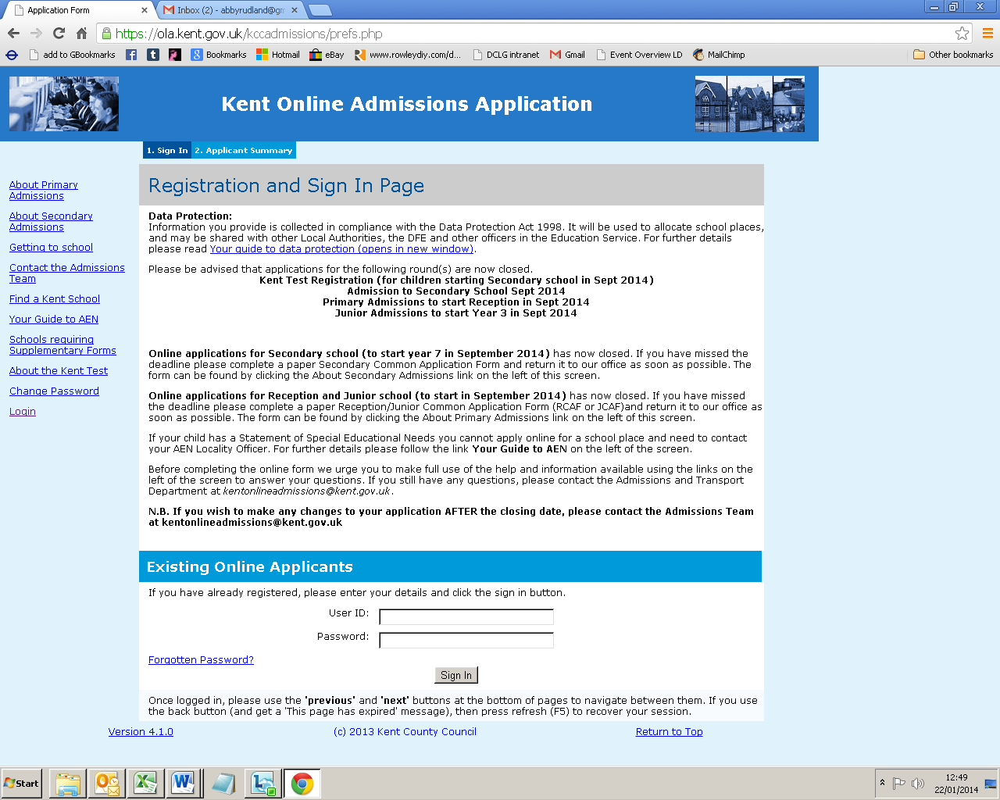 Application Form
Inbox (2) - abbyrudland@gm
https://ola.kent.gov.uk/kccadmissions/prefs.php
add to GBookmarks
Bookmarks
Hotmail
eBay
www.rowleydiy.com/d...
DCLG intranet
Gmail
Event Overview LD
MailChimp
Other bookmarks
Kent Online Admissions Application
1. Sign In 2. Applicant Summary
About Primary
Admissions
About Secondary
Admissions
Getting to school
Contact the Admissions
Team
Find a Kent School
Your Guide to AEN
Schools requiring
Supplementary Forms
About the Kent Test
Change Password
Login
Registration and Sign In Page
Data Protection:
Information you provide is collected in compliance with the Data Protection Act 1998. It will be used to allocate school places,
and may be shared with other Local Authorities, the DFE and other officers in the Education Service. For further details
please read Your guide to data protection (opens in new window).
Please be advised that applications for the following round(s) are now closed.
Kent Test Registration (for children starting Secondary school in Sept 2014)
Admission to Secondary School Sept 2014
Primary Admissions to start Reception in Sept 2014
Junior Admissions to start Year 3 in Sept 2014
Online applications for Secondary school (to start year 7 in September 2014) has now closed. If you have missed the
deadline please complete a paper Secondary Common Application Form and return it to our office as soon as possible. The
form can be found by clicking the About Secondary Admissions link on the left of this screen.
Online applications for Reception and Junior school (to start in September 2014) has now closed. If you have missed
the deadline please complete a paper Reception/Junior Common Application Form (RCAF or JCAF)and return it to our office as
soon as possible. The form can be found by clicking the About Primary Admissions link on the left of this screen.
If your child has a Statement of Special Educational Needs you cannot apply online for a school place and need to contact
your AEN Locality Officer. For further details please follow the link Your Guide to AEN on the left of the screen.
Before completing the online form we urge you to make full use of the help and information available using the links on the
left of the screen to answer your questions. If you still have any questions, please contact the Admissions and Transport
Department at kentonlineadmissions@kent.gov.uk.
N.B. If you wish to make any changes to your application AFTER the closing date, please contact the Admissions Team
at kentonlineadmissions@kent.gov.uk
Existing Online Applicants
If you have already registered, please enter your details and click the sign in button.
User ID:
Password:
Forgotten Password?
Sign In
Once logged in, please use the 'previous' and 'next' buttons at the bottom of pages to navigate between them. If you use
the back button (and get a 'This page has expired' message), then press refresh (F5) to recover your session.
Version 4.1.0
(c) 2013 Kent County Council
Return to Top
Start
12:49
22/01/2014